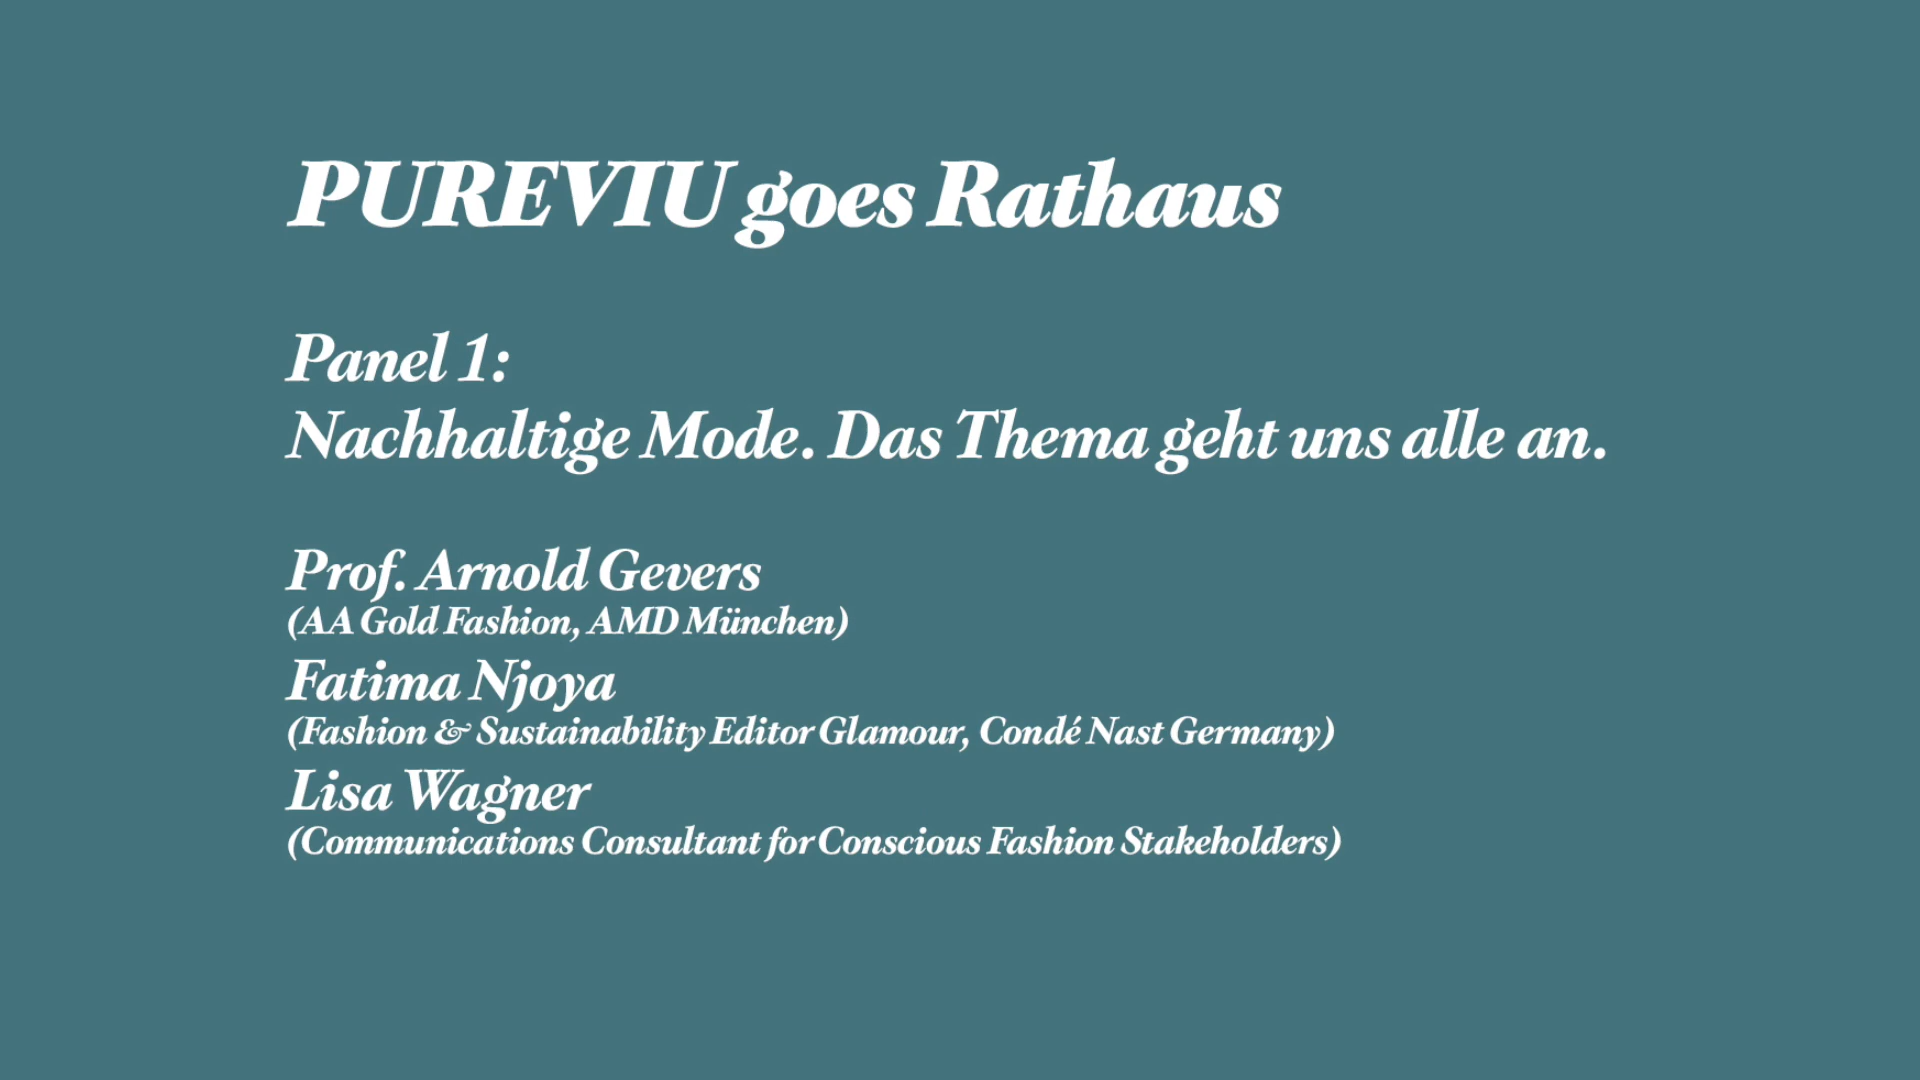 PUREVIU goes Rathaus
Panel 1:
Nachhaltige Mode. Das Thema geht uns alle an.
Prof. Arnold Gevers
(AA Gold Fashion, AMD München)
Fatima Njoya
(Fashion & Sustainability Editor Glamour, Condé Nast Germany)
Lisa Wagner
(Communications Consultant for Conscious Fashion Stakeholders)